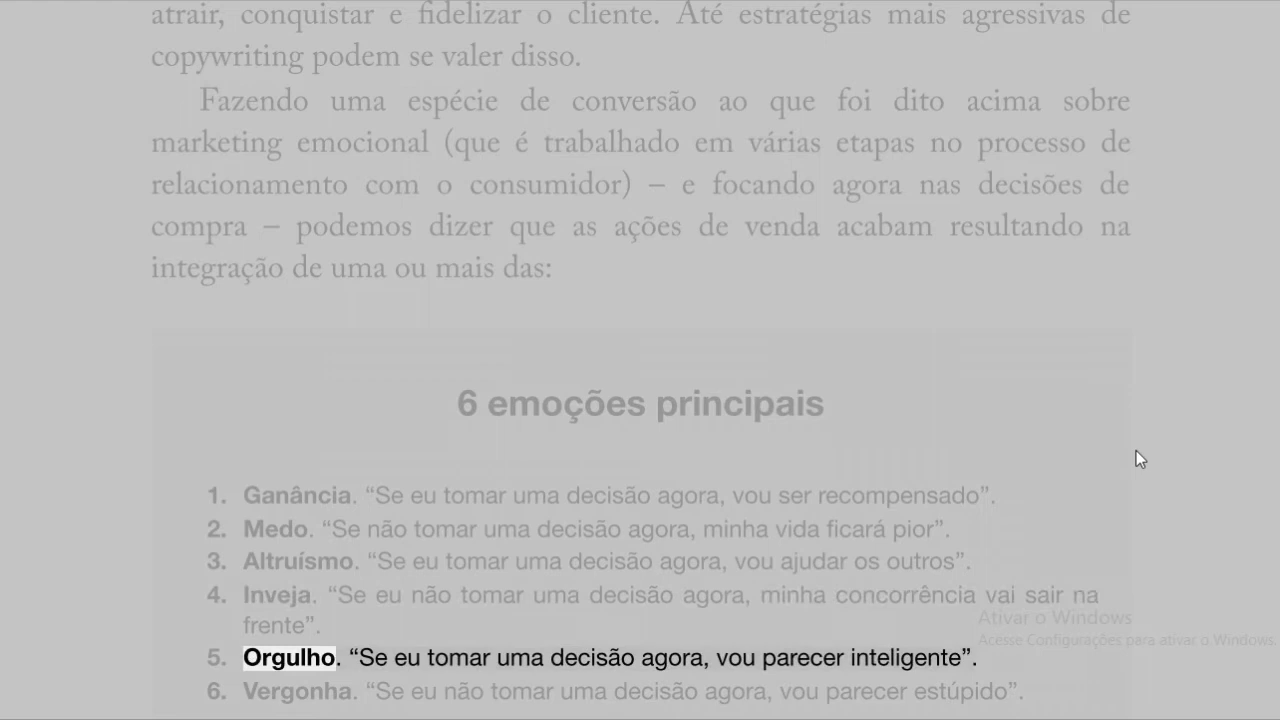 atrair, conquistar e fidelizar o cliente. Até estratégias mais agressivas de
copywriting podem se valer disso.
Fazendo uma espécie de conversão ao que foi dito acima sobre
marketing emocional (que é trabalhado em várias etapas no processo de
relacionamento com o consumidor) – e focando agora nas decisões de
compra – podemos dizer que as ações de venda acabam resultando na
integração de uma ou mais das:
6 emoções principais
1. Ganância. “Se eu tomar uma decisão agora, vou ser recompensado”.
2. Medo. “Se não tomar uma decisão agora, minha vida ficará pior”.
3. Altruísmo. “Se eu tomar uma decisão agora, vou ajudar os outros”.
4. Inveja. “Se eu não tomar uma decisão agora, minha concorrência vai sair na
frente”.
Ativar o Windows
Acesse Configurações para ativar o Windows.
5. Orgulho. “Se eu tomar uma decisão agora, vou parecer inteligente”.
6. Vergonha. “Se eu não tomar uma decisão agora, vou parecer estúpido”.